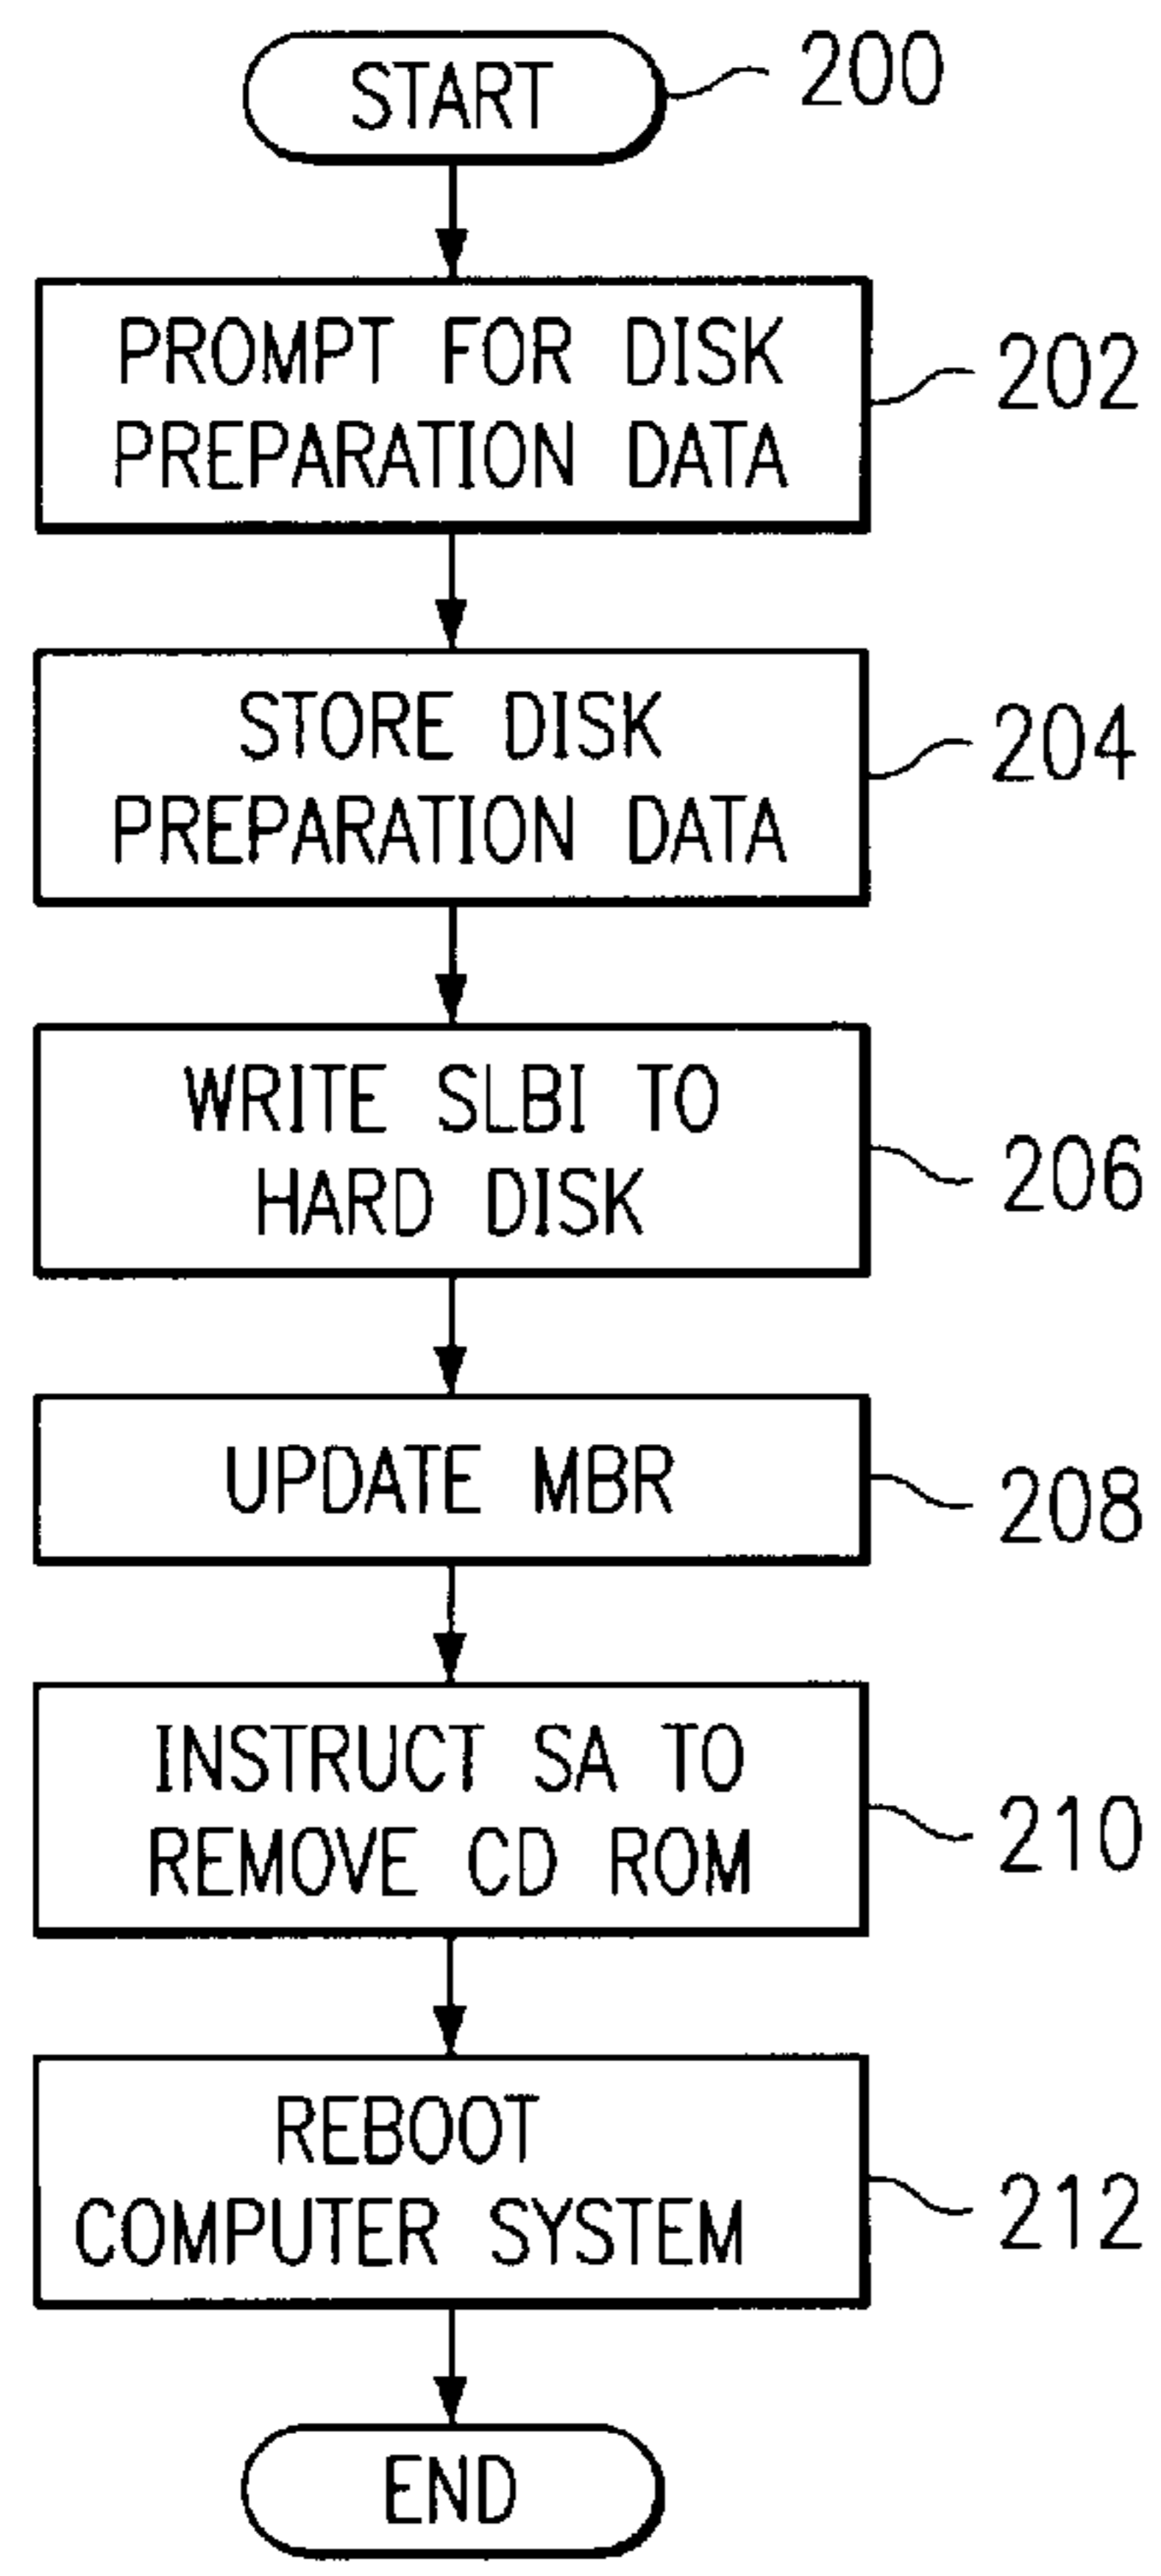 START
200
PROMPT FOR DISK
PREPARATION DATA
202
STORE DISK
PREPARATION DATA
204
WRITE SLBI TO
HARD DISK
206
UPDATE MBR
208
INSTRUCT SA TO
REMOVE CD ROM
210
REBOOT
COMPUTER SYSTEM
212
END